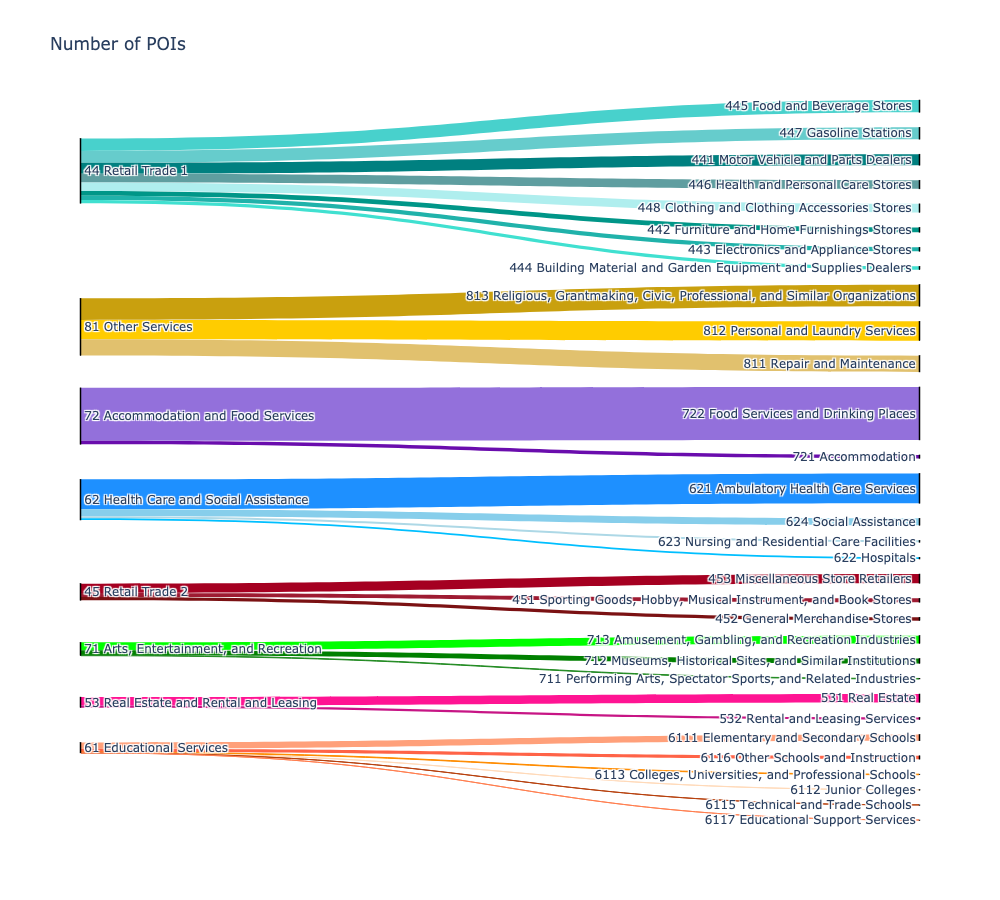 Number of POIs
44 Retail Trade 1
445 Food and Beverage Stores
447 Gasoline Stations
441 Motor Vehicle and Parts Dealers
446 Health and Personal Care Stores
448 Clothing and Clothing Accessories Stores
442 Furniture and Home Furnishings Stores
443 Electronics and Appliance Stores
444 Building Material and Garden Equipment and Supplies Dealers
81 Other Services
813 Religious, Grantmaking, Civic, Professional, and Similar Organizations
812 Personal and Laundry Services
811 Repair and Maintenance
72 Accommodation and Food Services
722 Food Services and Drinking Places
721 Accommodation
62 Health Care and Social Assistance
621 Ambulatory Health Care Services
624 Social Assistance
623 Nursing and Residential Care Facilities
622 Hospitals
45 Retail Trade 2
453 Miscellaneous Store Retailers
451 Sporting Goods, Hobby, Musical Instrument, and Book Stores
452 General Merchandise Stores
71 Arts, Entertainment, and Recreation
713 Amusement, Gambling, and Recreation Industries
712 Museums, Historical Sites, and Similar Institutions
711 Performing Arts, Spectator Sports, and Related Industries
53 Real Estate and Rental and Leasing
531 Real Estate
532 Rental and Leasing Services
61 Educational Services
6111 Elementary and Secondary Schools
6116 Other Schools and Instruction
6113 Colleges, Universities, and Professional Schools
6112 Junior Colleges
6115 Technical and Trade Schools
6117 Educational Support Services